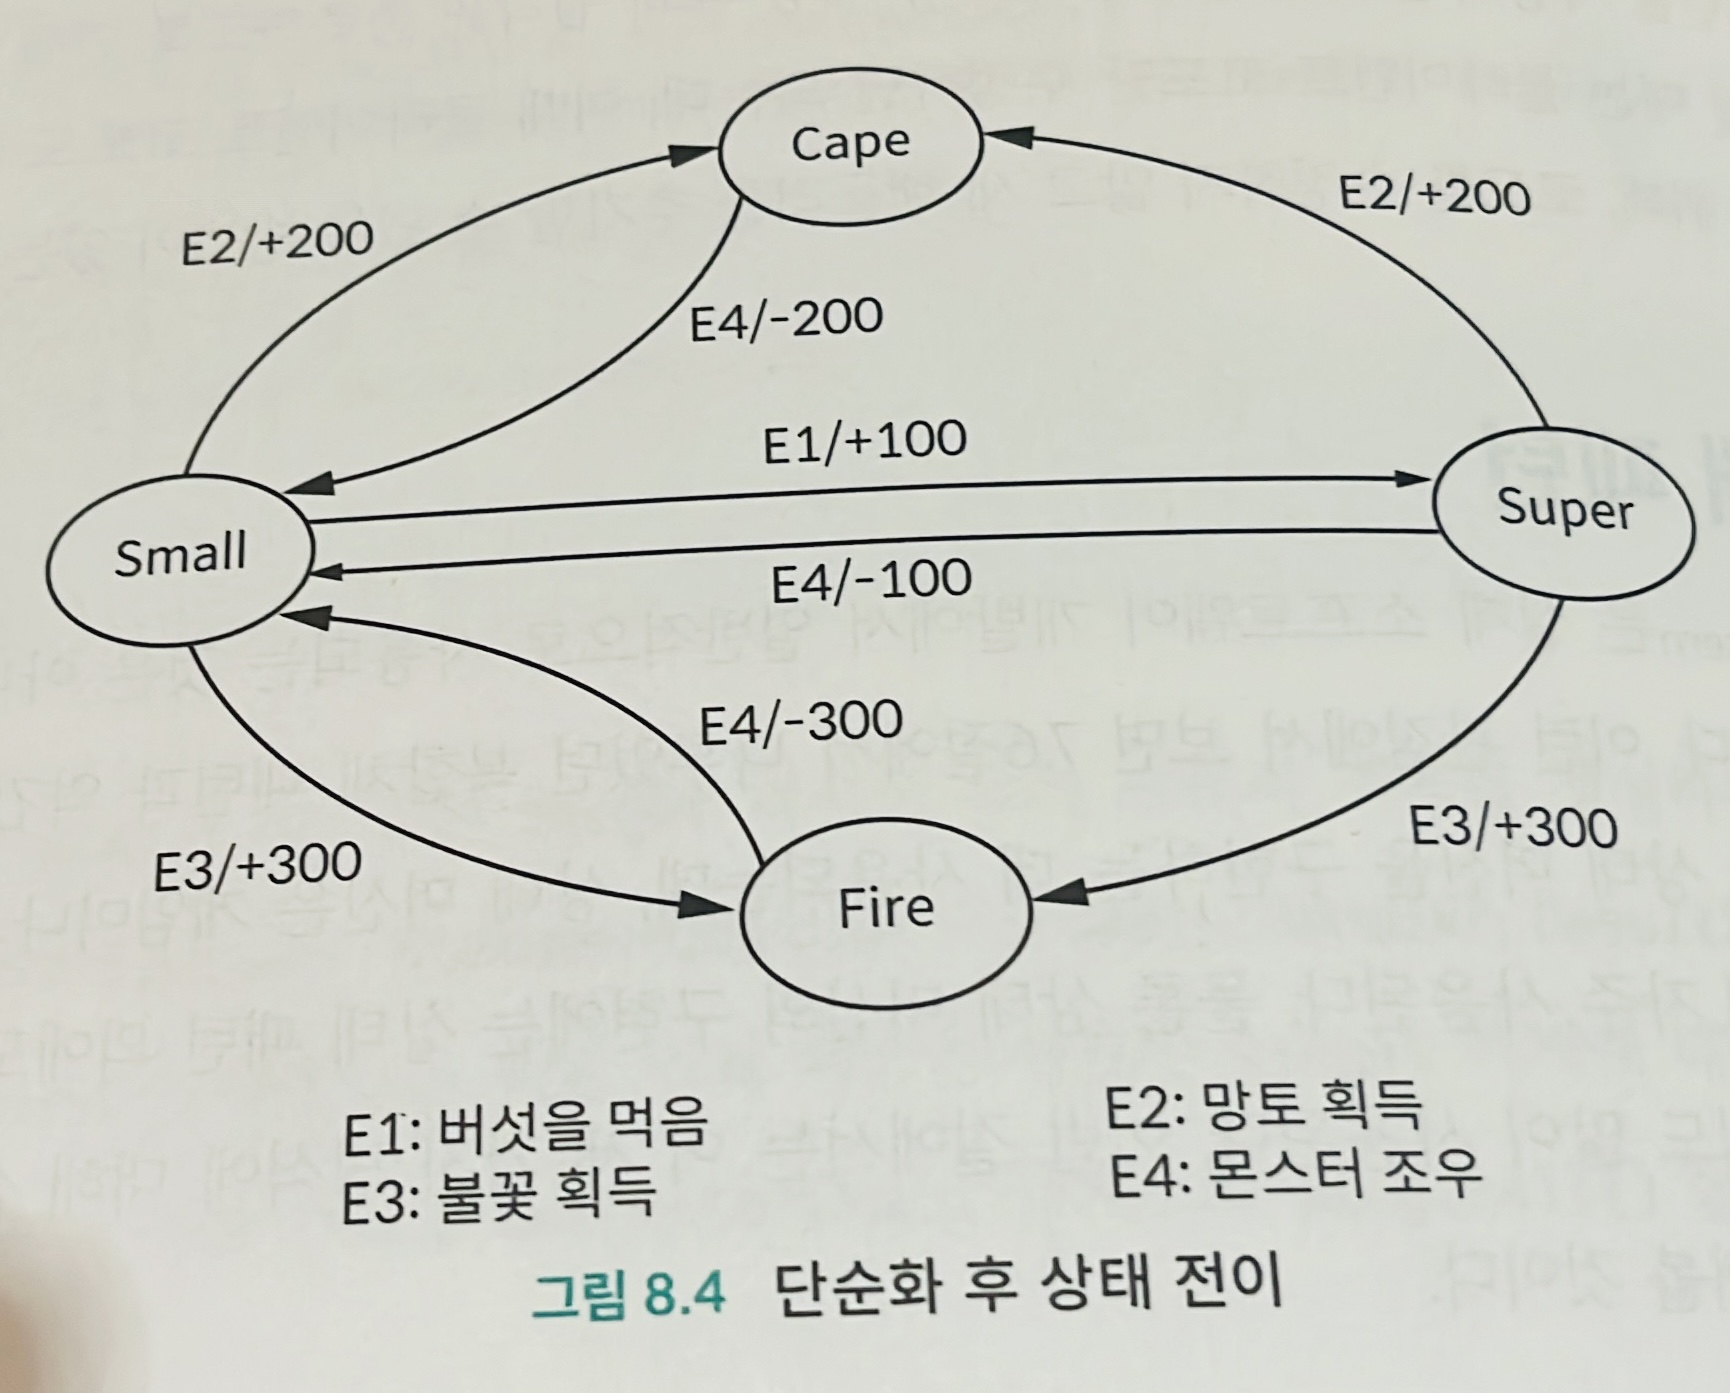 Cape
E2/+200
E2/+200
E4/-200
E1/+100
Super
Small
E4/-100
E4/-300
E3/+300
E3/+300
Fire
E1: 버섯을 먹음
E2: 망토 획득
E3: 불꽃 획득
E4: 몬스터 조우
그림 8.4 단순화 후 상태 전이